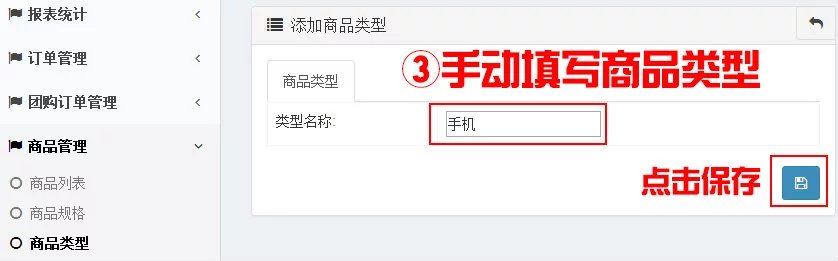 报表统计
订单管理
团购订单管理
商品管理
商品列表
商品规格
商品类型
添加商品类型
③手动填写商品类型
商品类型
类型名称:
手机
点击保存